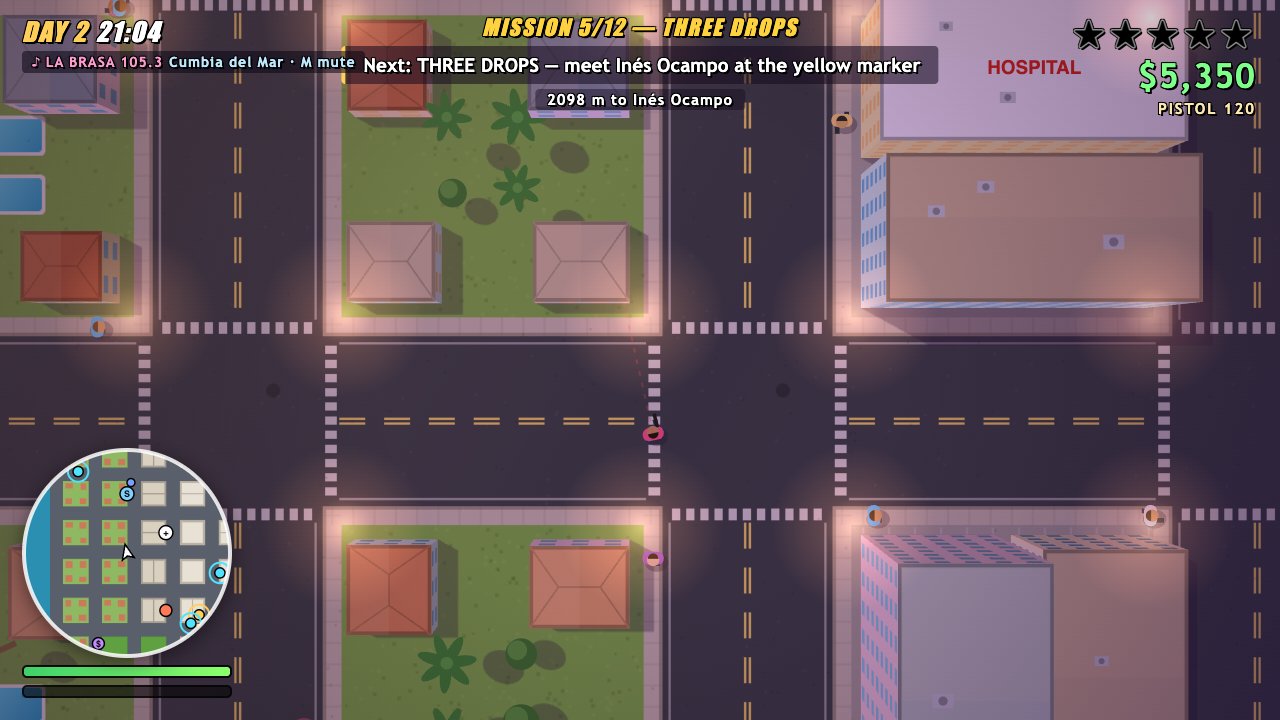 DAY 2 21:04
♪ LA BRASA 105.3 Cumbia del Mar · M mute
MISSION 5/12 — THREE DROPS
Next: THREE DROPS — meet Inés Ocampo at the yellow marker
2098 m to Inés Ocampo
HOSPITAL
$5,350
PISTOL 120
S
+
$